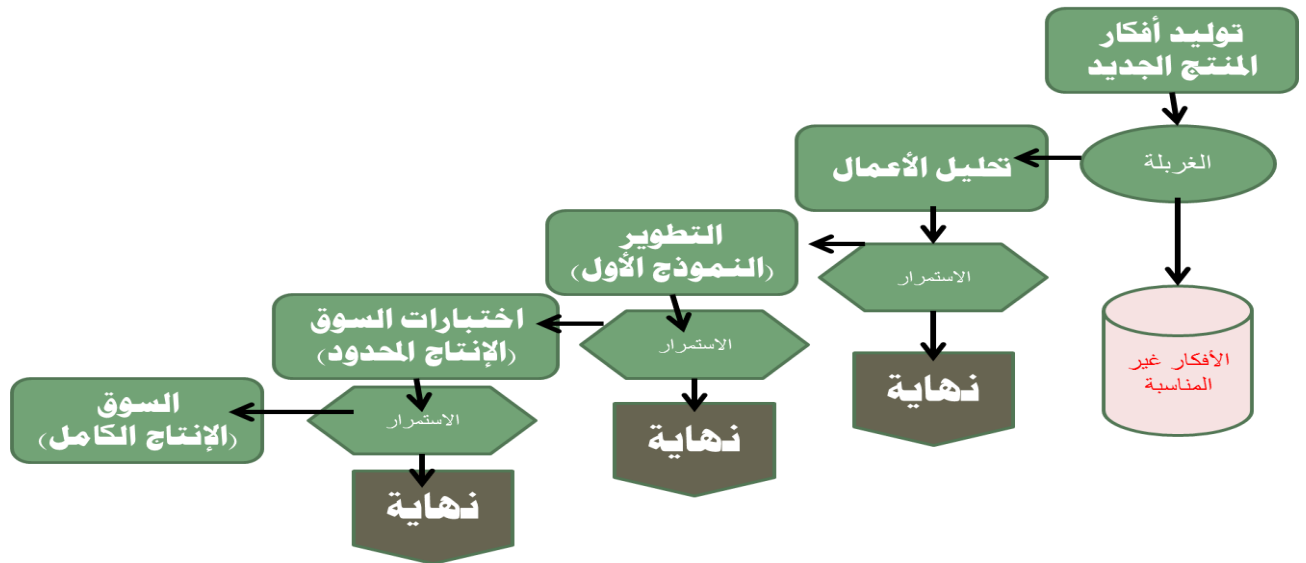 توليد أفكار
المنتج الجديد
الغربلة
تحليل الأعمال
الأفكار غير
المناسبة
الاستمرار
نهاية
التطوير
(النموذج الأول)
الاستمرار
نهاية
اختبارات السوق
(الإنتاج المحدود)
الاستمرار
نهاية
السوق
(الإنتاج الكامل)